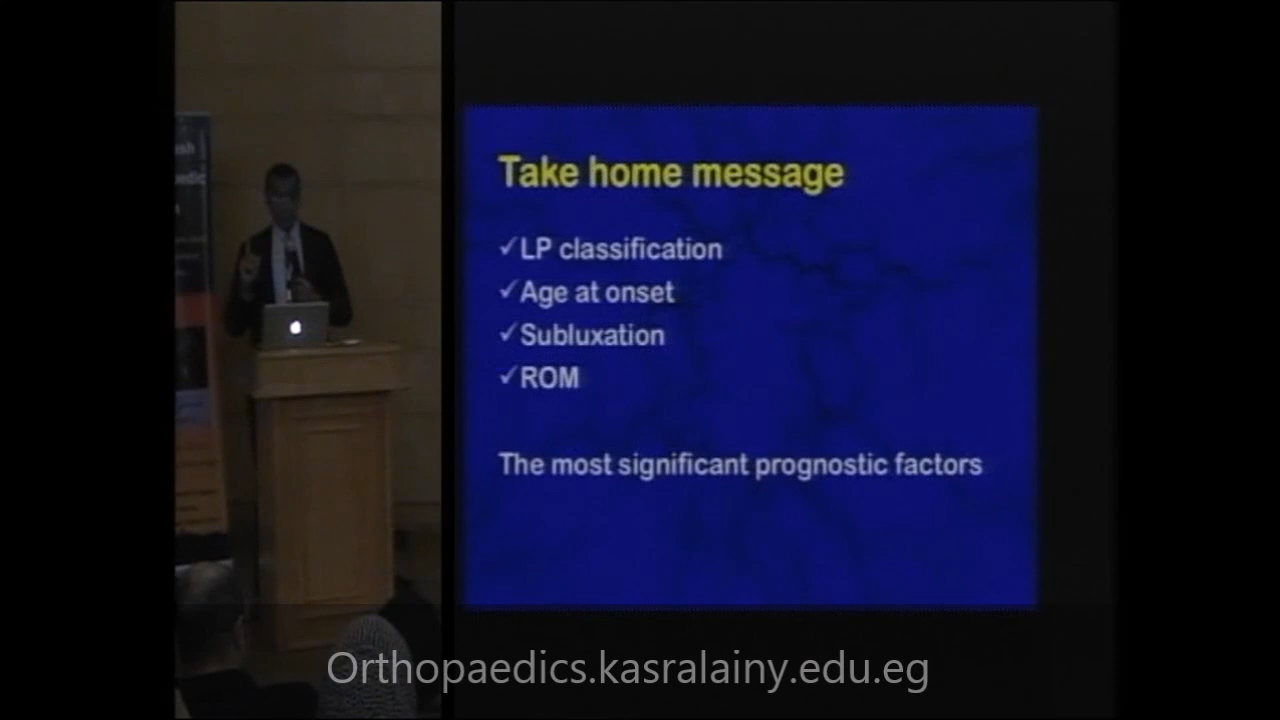 Take home message
✓LP classification
✓Age at onset
✓Subluxation
✓ROM
The most significant prognostic factors
Orthopaedics.kasralainy.edu.eg